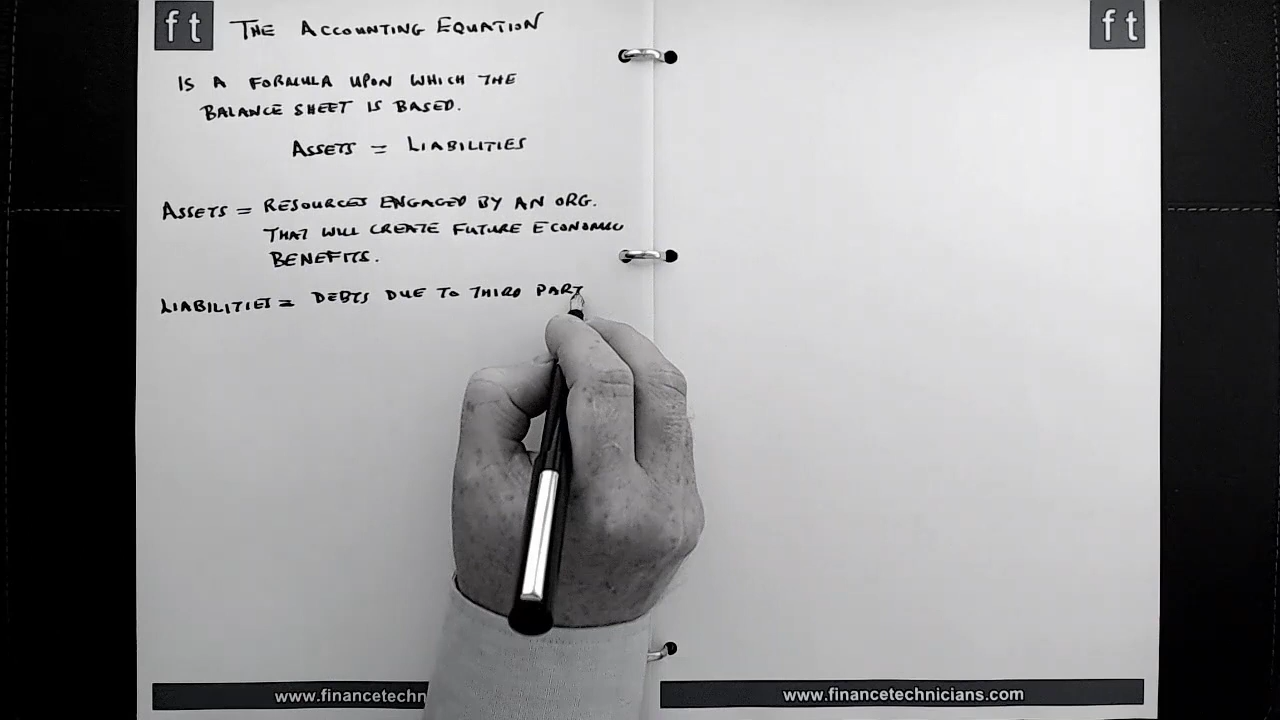 ft THE ACCOUNTING EQUATION
IS A FORMULA UPON WHICH THE
BALANCE SHEET IS BASED.
ASSETS = LIABILITIES
ASSETS = RESOURCES ENGAGED BY AN ORG.
THAT WILL CREATE FUTURE ECONOMIC
BENEFITS.
LIABILITIES = DEBTS DUE TO THIRD PART
www.financetechn
ft
www.financetechnicians.com